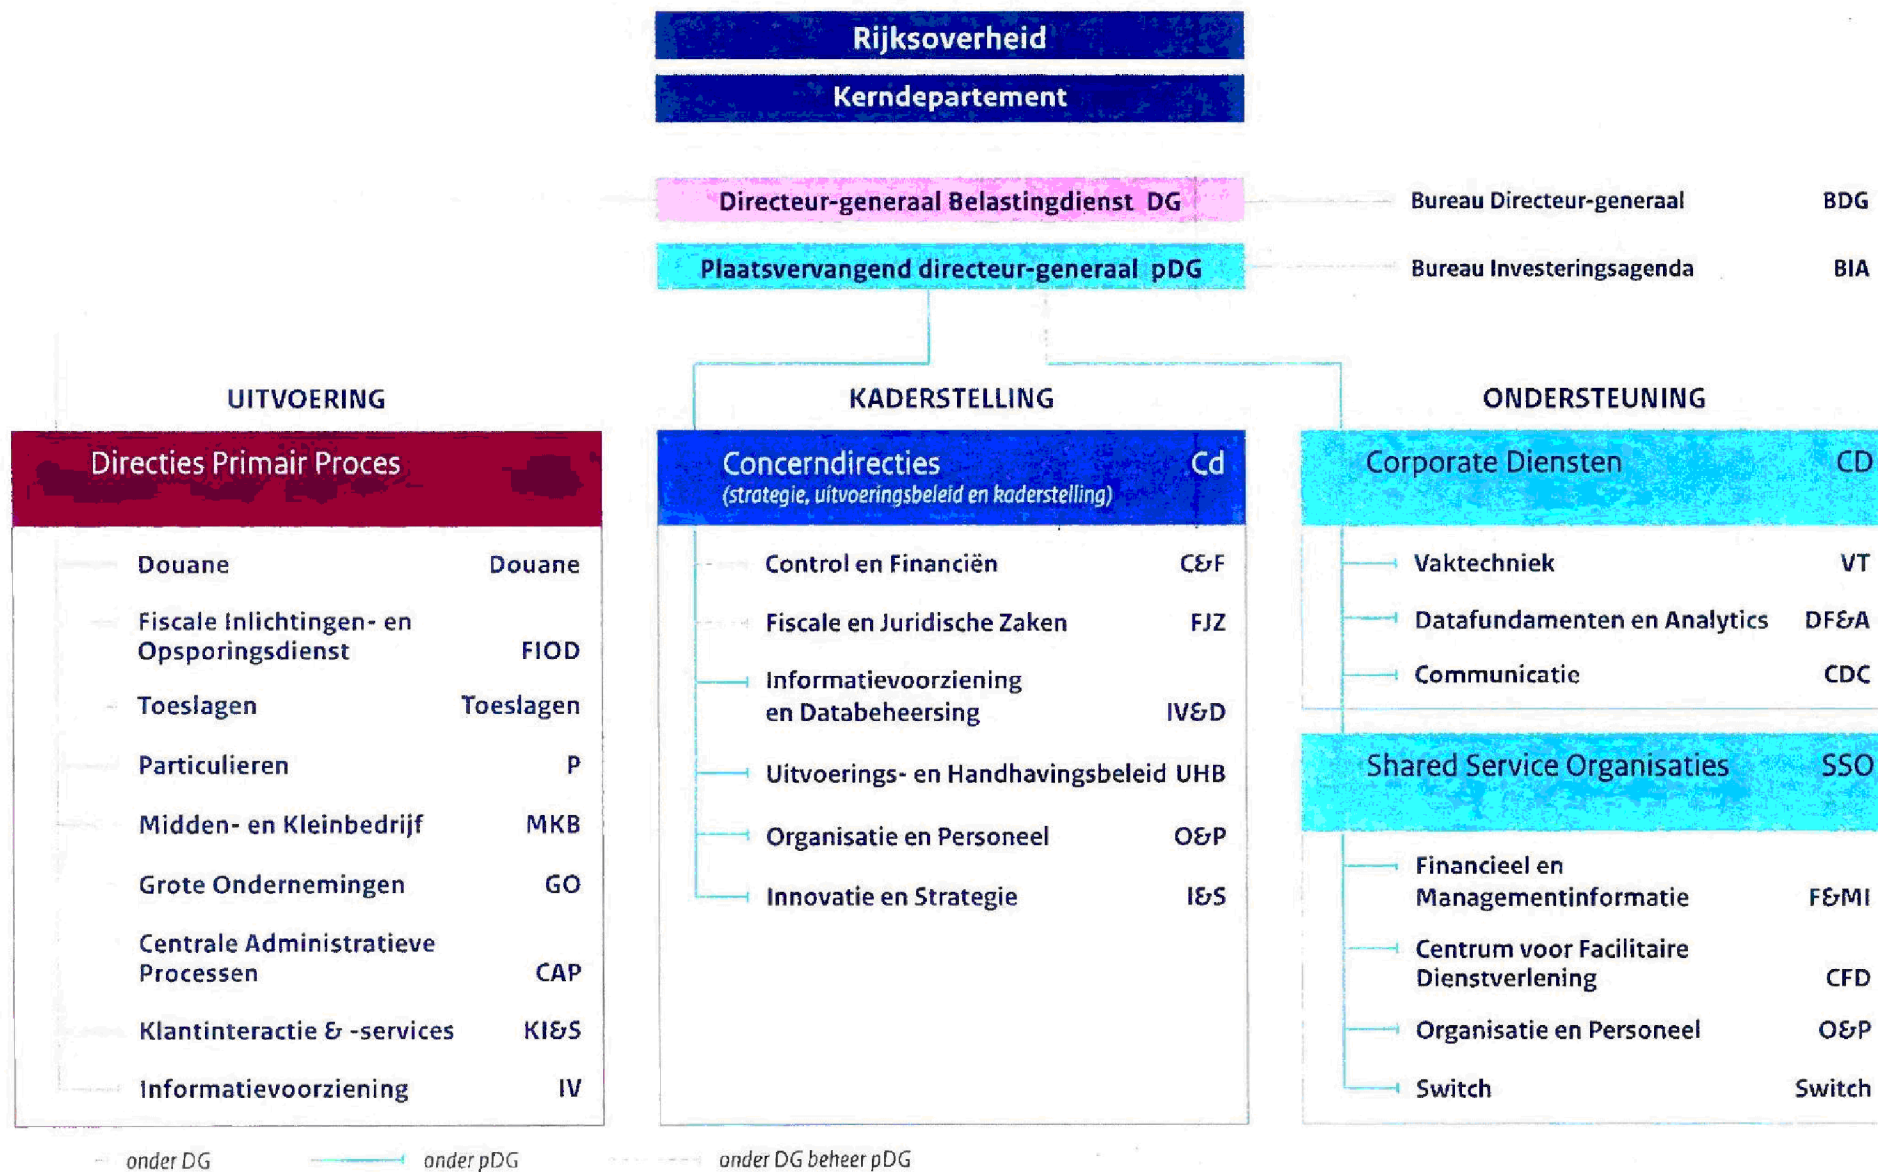 Rijksoverheid
Kerndepartement
Directeur-generaal Belastingdienst DG
Bureau Directeur-generaal BDG
Plaatsvervangend directeur-generaal pDG
Bureau Investeringsagenda BIA
UITVOERING
Directies Primair Proces
Douane Douane
Fiscale Inlichtingen- en
Opsporingsdienst FIOD
Toeslagen Toeslagen
Particulieren P
Midden- en Kleinbedrijf MKB
Grote Ondernemingen GO
Centrale Administratieve
Processen CAP
Klantinteractie & -services KI&S
Informatievoorziening IV
KADERSTELLING
Concerndirecties Cd
(strategie, uitvoeringsbeleid en kaderstelling)
Control en Financiën C&F
Fiscale en Juridische Zaken FJZ
Informatievoorziening
en Databeheersing IV&D
Uitvoerings- en Handhavingsbeleid UHB
Organisatie en Personeel O&P
Innovatie en Strategie I&S
ONDERSTEUNING
Corporate Diensten CD
Vaktechniek VT
Datafundamenten en Analytics DF&A
Communicatie CDC
Shared Service Organisaties SSO
Financieel en
Managementinformatie F&MI
Centrum voor Facilitaire
Dienstverlening CFD
Organisatie en Personeel O&P
Switch Switch
onder DG
onder pDG
onder DG beheer pDG